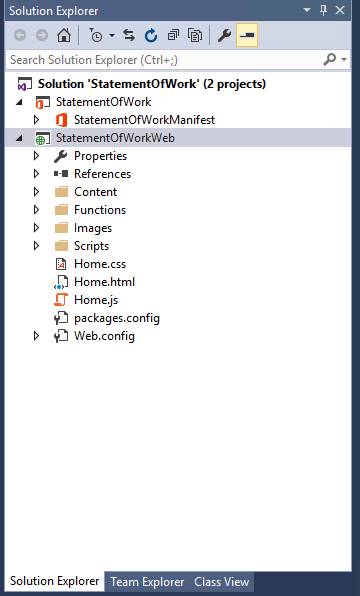 Solution Explorer
Search Solution Explorer (Ctrl+;)
Solution 'StatementOfWork' (2 projects)
StatementOfWork
StatementOfWorkManifest
StatementOfWorkWeb
Properties
References
Content
Functions
Images
Scripts
Home.css
Home.html
Home.js
packages.config
Web.config
Solution Explorer Team Explorer Class View